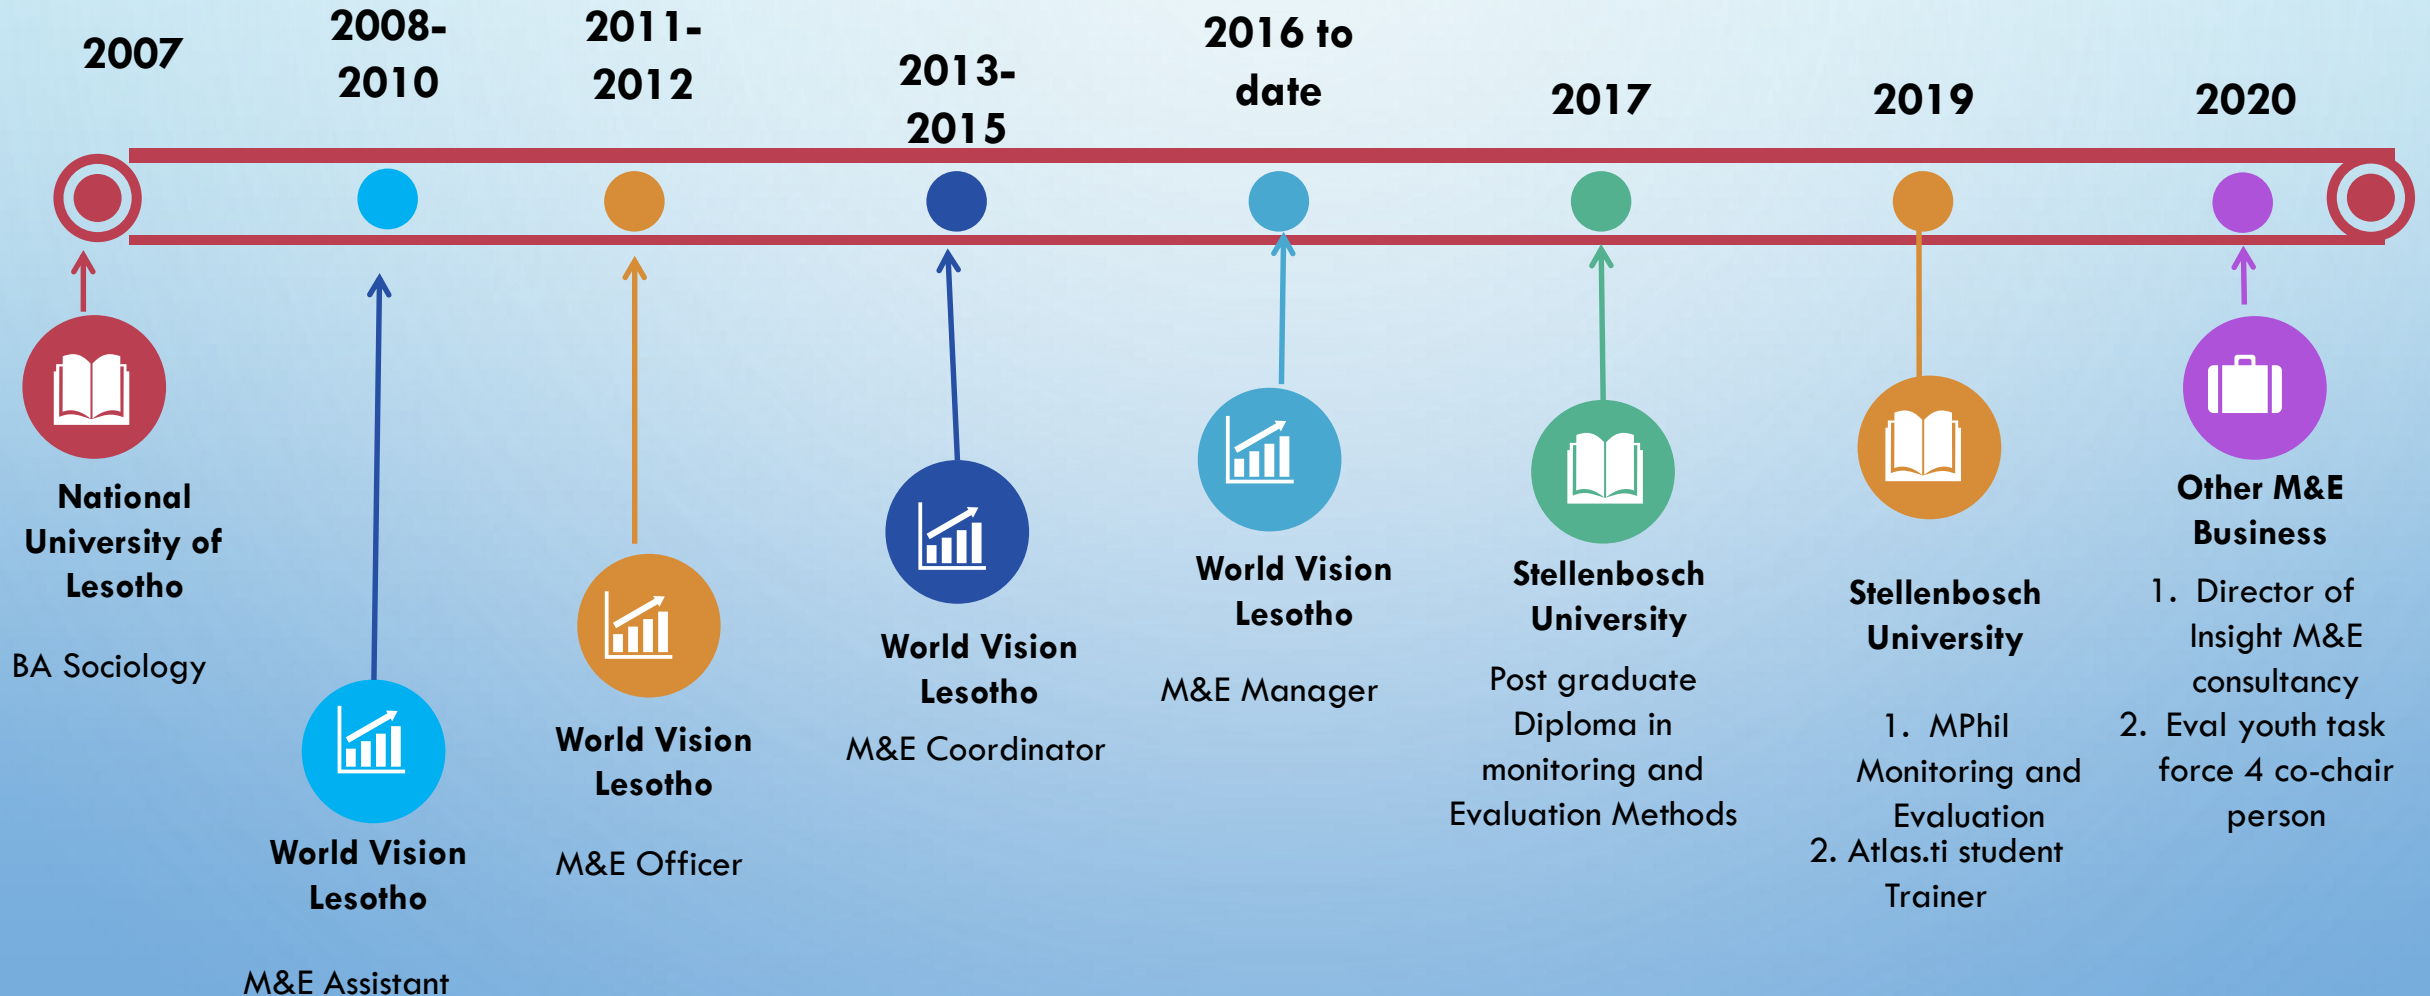 2007
2008-
2010
2011-
2012
2013-
2015
2016 to
date
2017
2019
2020
National
University of
Lesotho
BA Sociology
World Vision
Lesotho
M&E Assistant
World Vision
Lesotho
M&E Officer
World Vision
Lesotho
M&E Coordinator
World Vision
Lesotho
M&E Manager
Stellenbosch
University
Post graduate
Diploma in
monitoring and
Evaluation Methods
Stellenbosch
University
1. MPhil
Monitoring and
Evaluation
2. Atlas.ti student
Trainer
Other M&E
Business
1. Director of
Insight M&E
consultancy
2. Eval youth task
force 4 co-chair
person